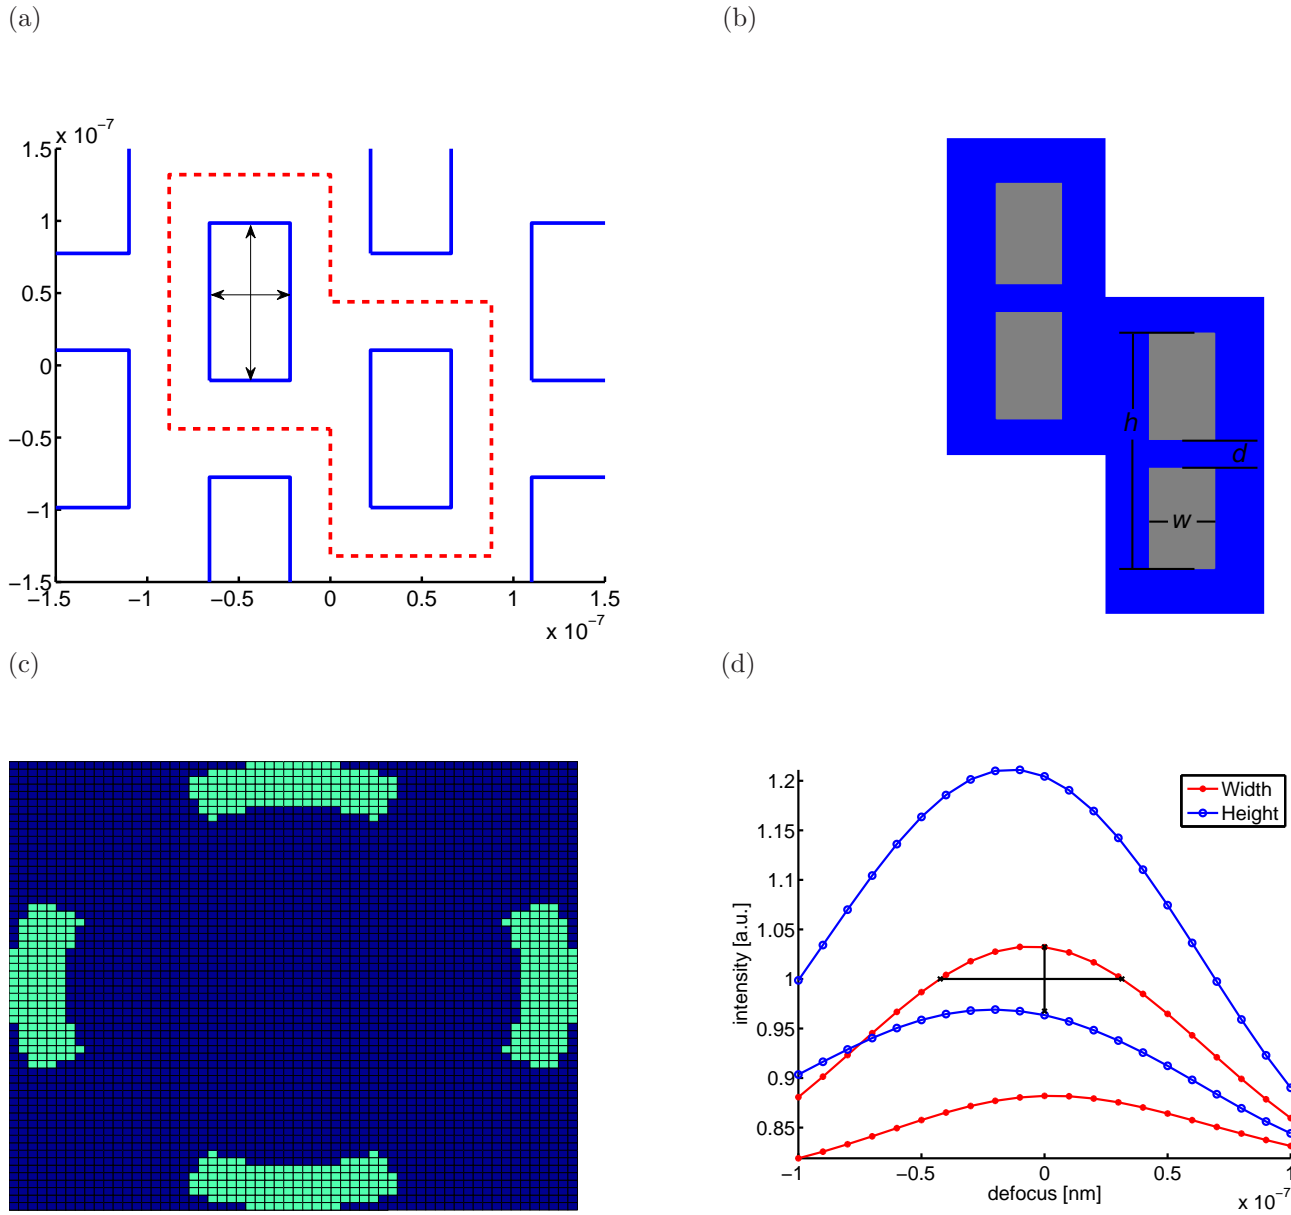 (a)
(b)
x 10⁻⁷
1.5
1
0.5
0
−0.5
−1
−1.5
−1.5 −1 −0.5 0 0.5 1 1.5
x 10⁻⁷
h
d
w
(c)
(d)
1.2
1.15
1.1
1.05
1
0.95
0.9
0.85
intensity [a.u.]
Width
Height
−1 −0.5 0 0.5 1
defocus [nm]
x 10⁻⁷